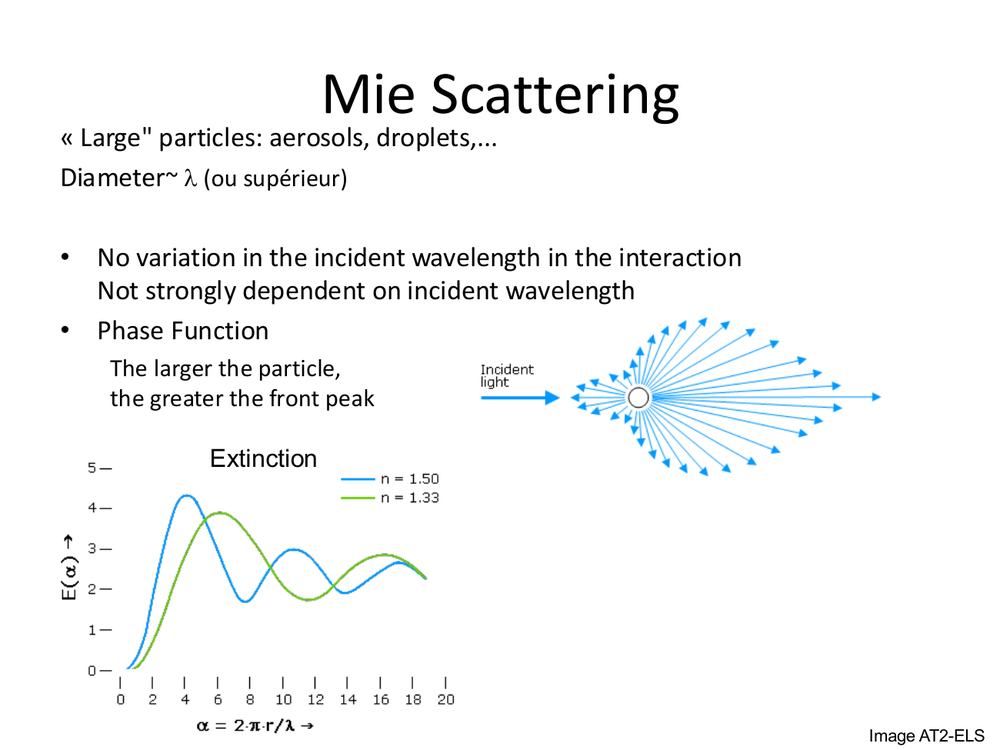 Mie Scattering
« Large" particles: aerosols, droplets,...
Diameter~ λ (ou supérieur)
• No variation in the incident wavelength in the interaction
Not strongly dependent on incident wavelength
• Phase Function
The larger the particle,
the greater the front peak
Incident
light
Extinction
n = 1.50
n = 1.33
5
4
3
2
1
0
E(α) →
0 2 4 6 8 10 12 14 16 18 20
α = 2·π·r/λ →
Image AT2-ELS